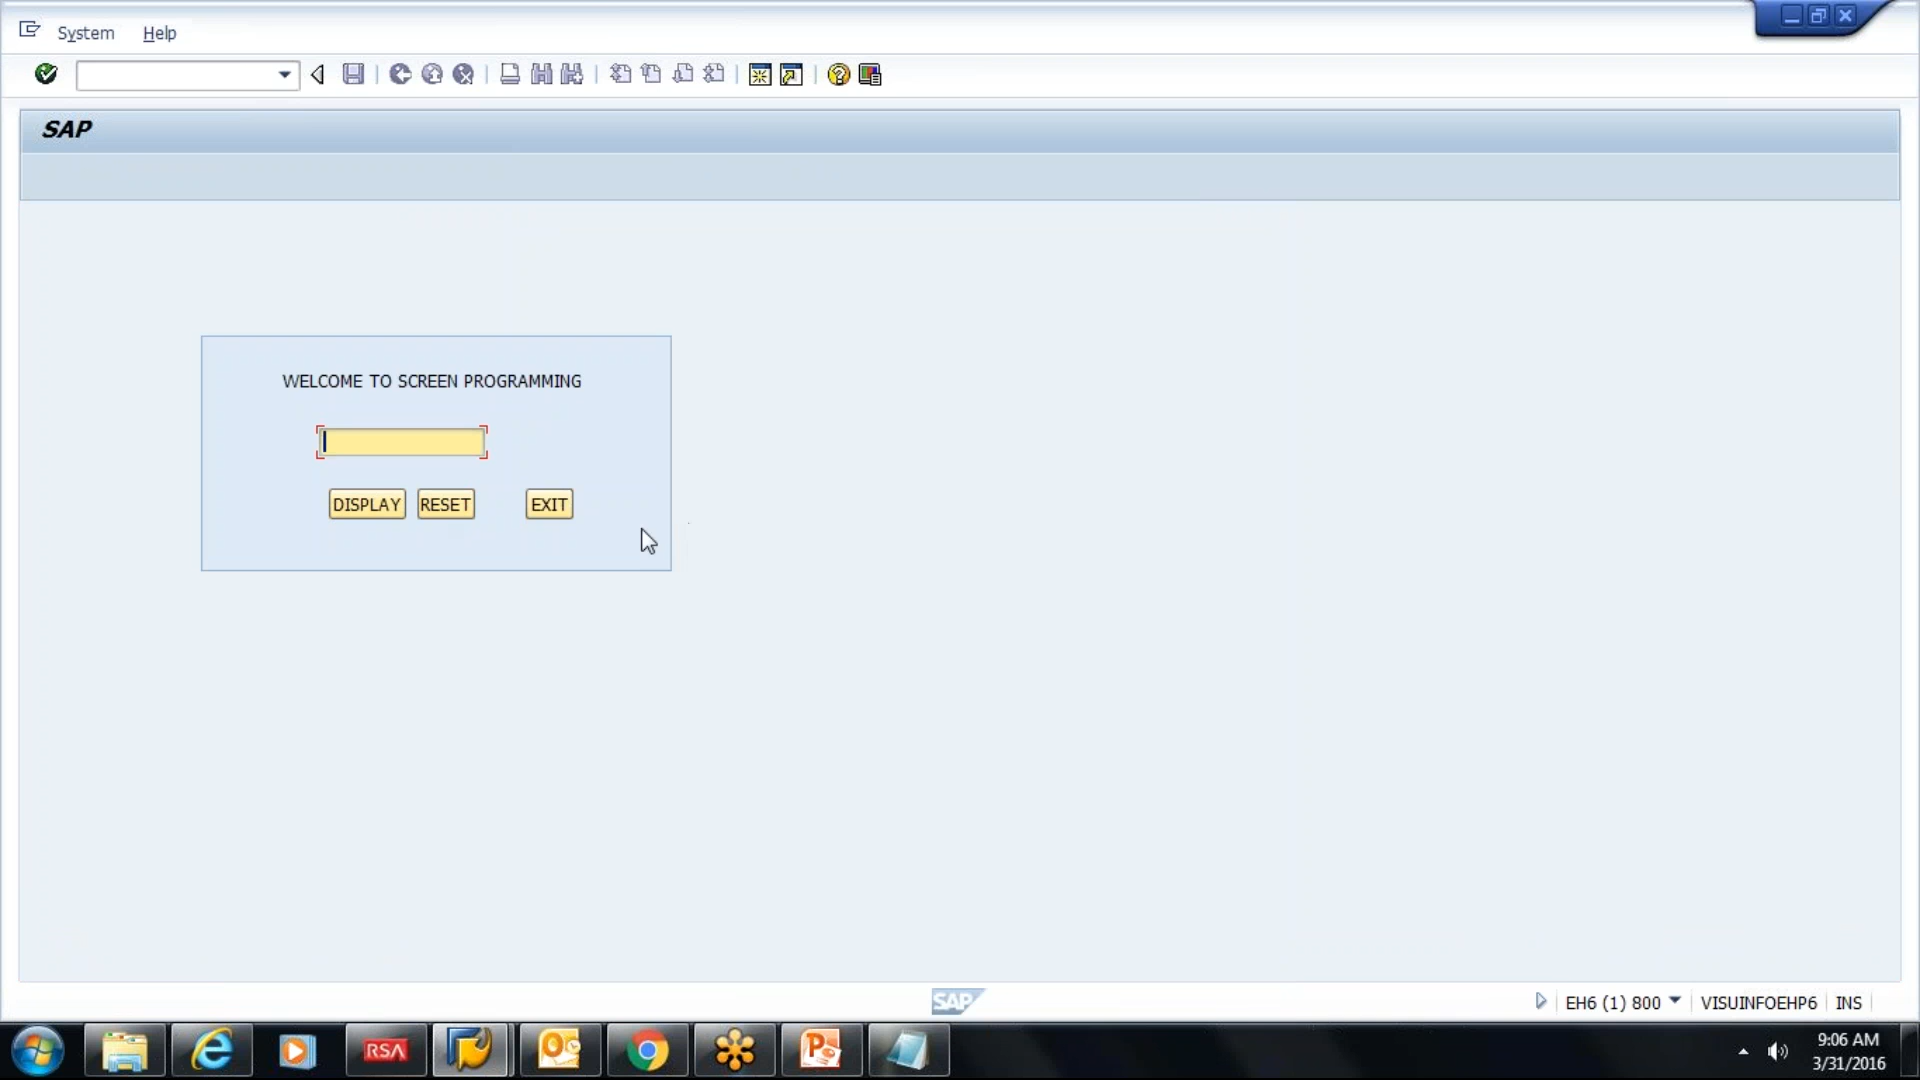 System Help
SAP
WELCOME TO SCREEN PROGRAMMING
DISPLAY RESET EXIT
SAP
EH6 (1) 800 VISUINFOEHP6 INS
RSA
9:06 AM
3/31/2016